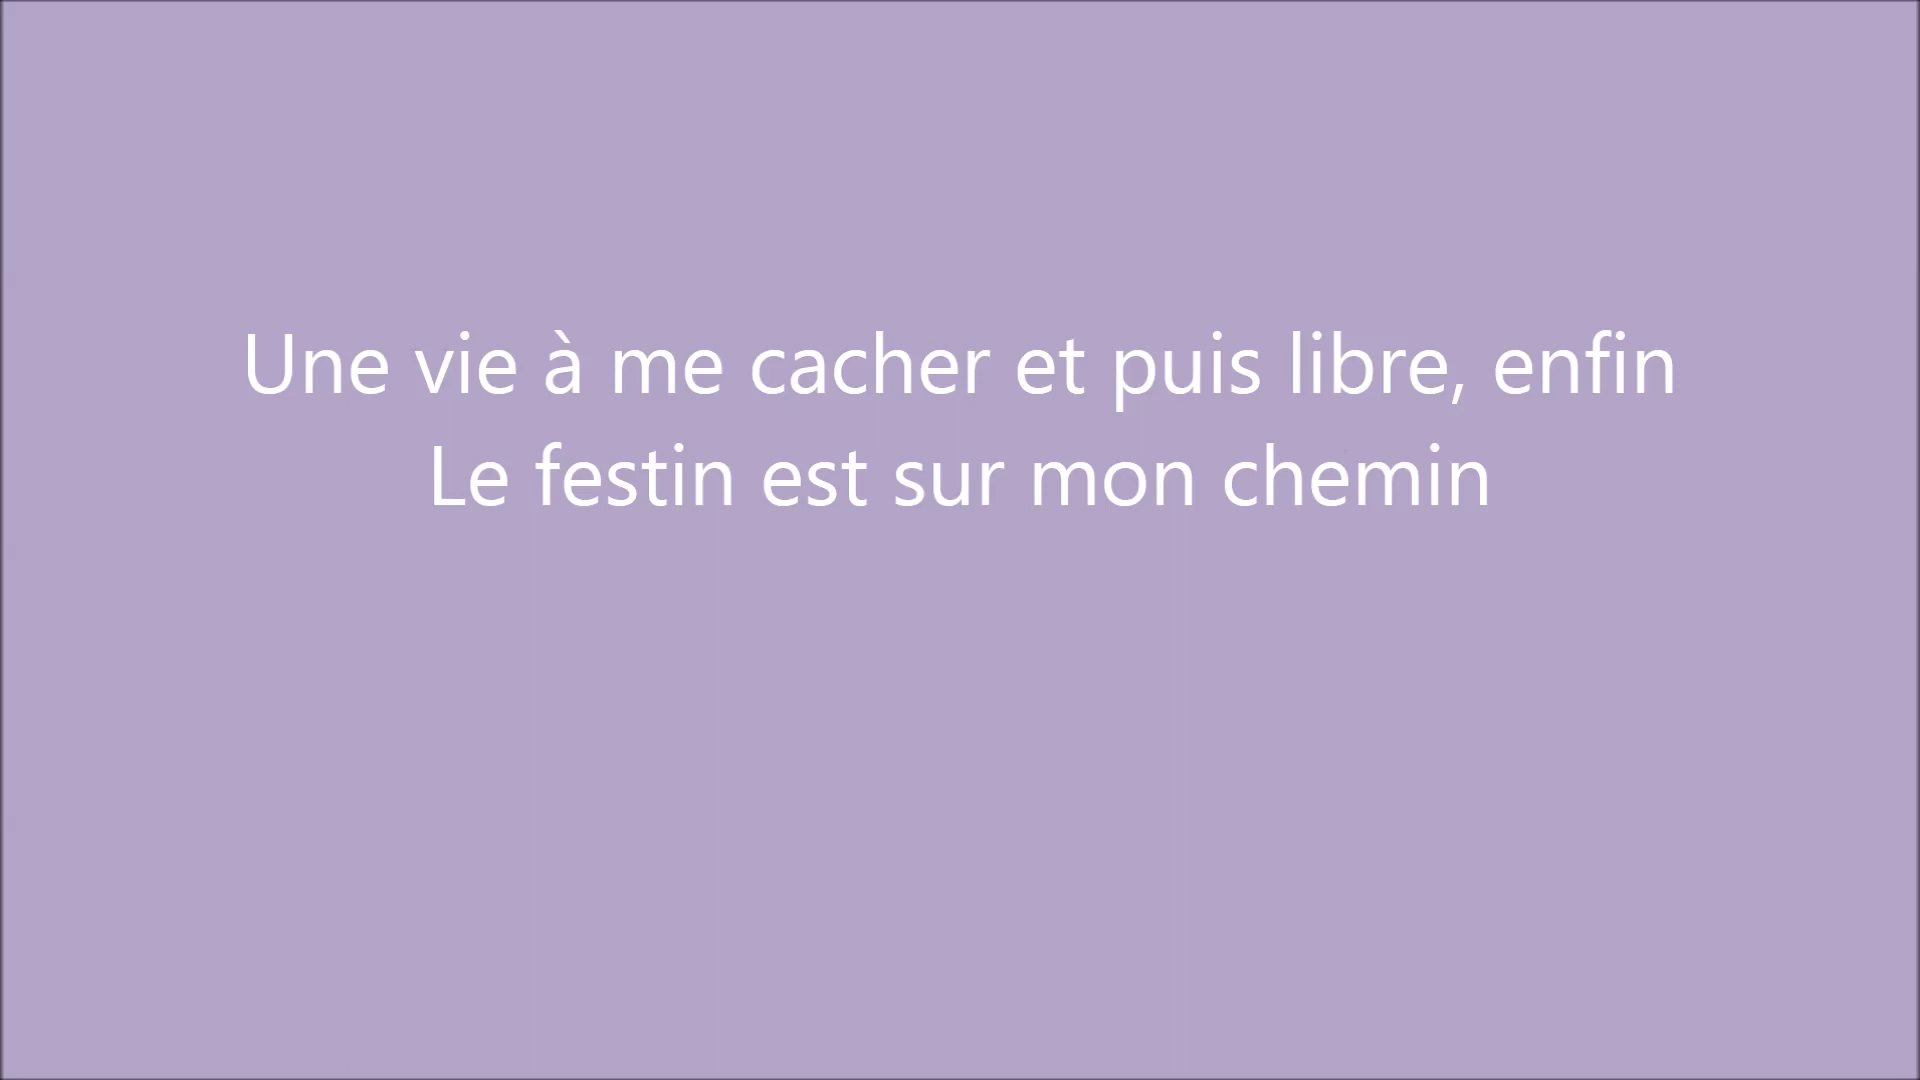 Une vie à me cacher et puis libre, enfin
Le festin est sur mon chemin